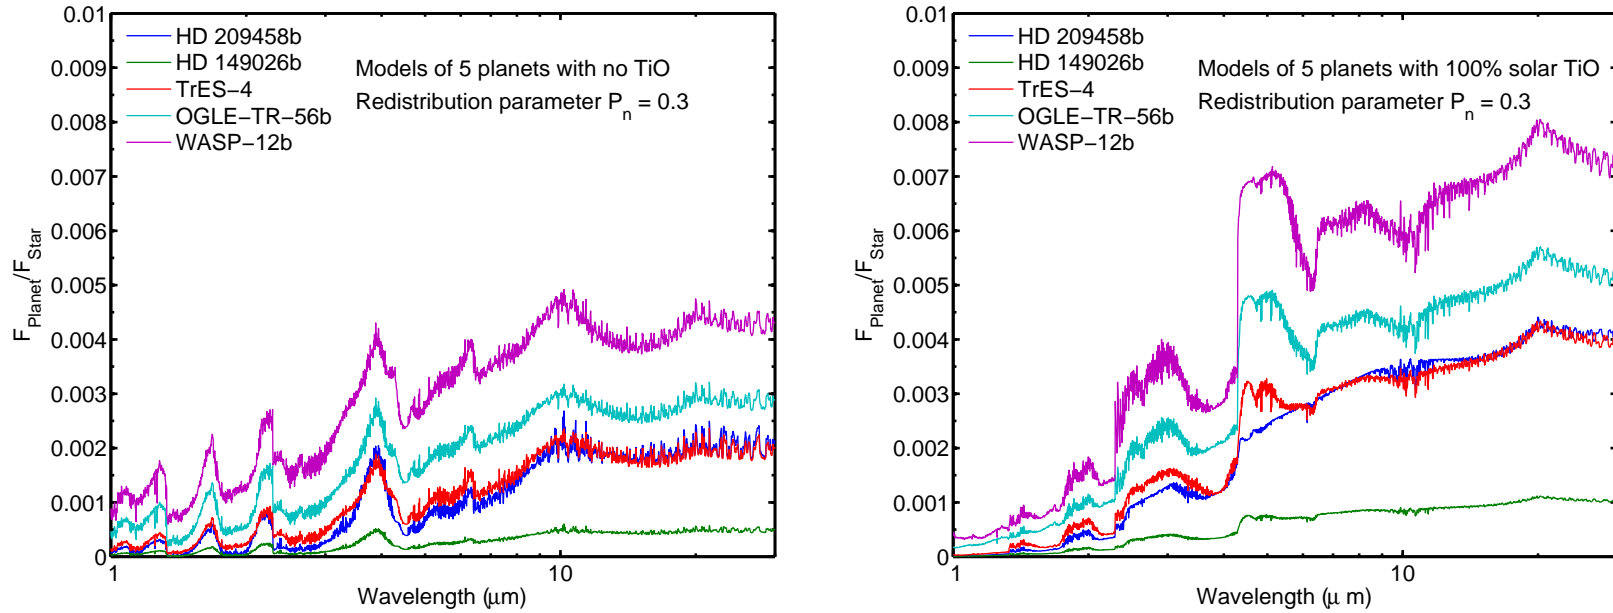 0.01
0.009
0.008
0.007
0.006
0.005
0.004
0.003
0.002
0.001
0
F_Planet/F_Star
HD 209458b
HD 149026b
TrES−4
OGLE−TR−56b
WASP−12b
Models of 5 planets with no TiO
Redistribution parameter P_n = 0.3
1
10
Wavelength (μm)
0.01
0.009
0.008
0.007
0.006
0.005
0.004
0.003
0.002
0.001
0
F_Planet/F_Star
HD 209458b
HD 149026b
TrES−4
OGLE−TR−56b
WASP−12b
Models of 5 planets with 100% solar TiO
Redistribution parameter P_n = 0.3
1
10
Wavelength (μ m)